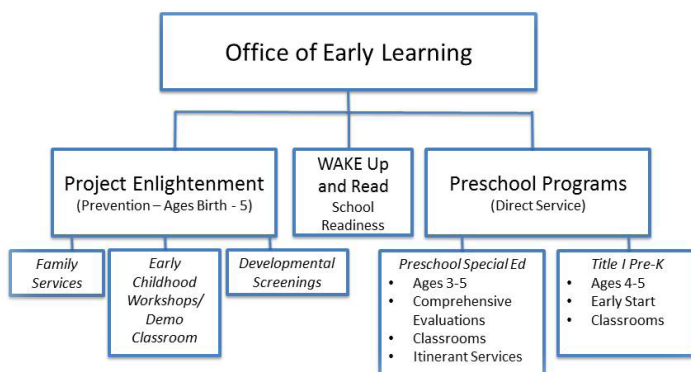 Office of Early Learning
Project Enlightenment
(Prevention – Ages Birth - 5)
WAKE Up
and Read
School
Readiness
Preschool Programs
(Direct Service)
Family
Services
Early
Childhood
Workshops/
Demo
Classroom
Developmental
Screenings
Preschool Special Ed
• Ages 3-5
• Comprehensive
Evaluations
• Classrooms
• Itinerant Services
Title I Pre-K
• Ages 4-5
• Early Start
• Classrooms